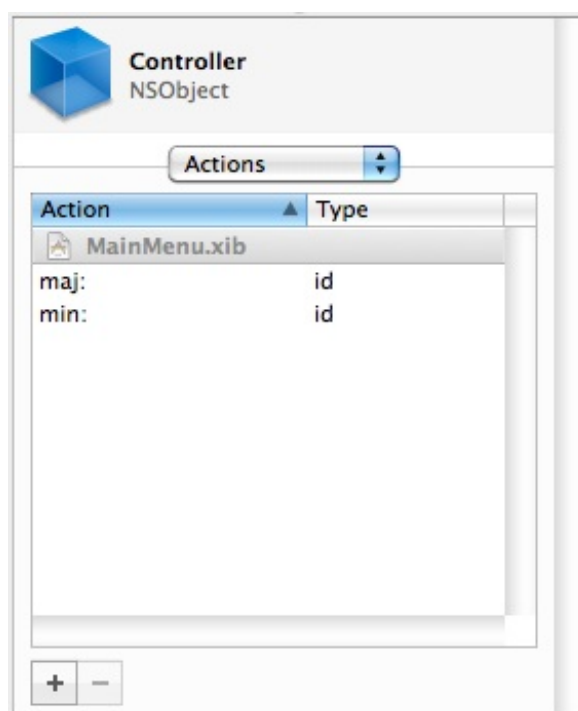 Controller
NSObject
Actions
Action Type
MainMenu.xib
maj: id
min: id